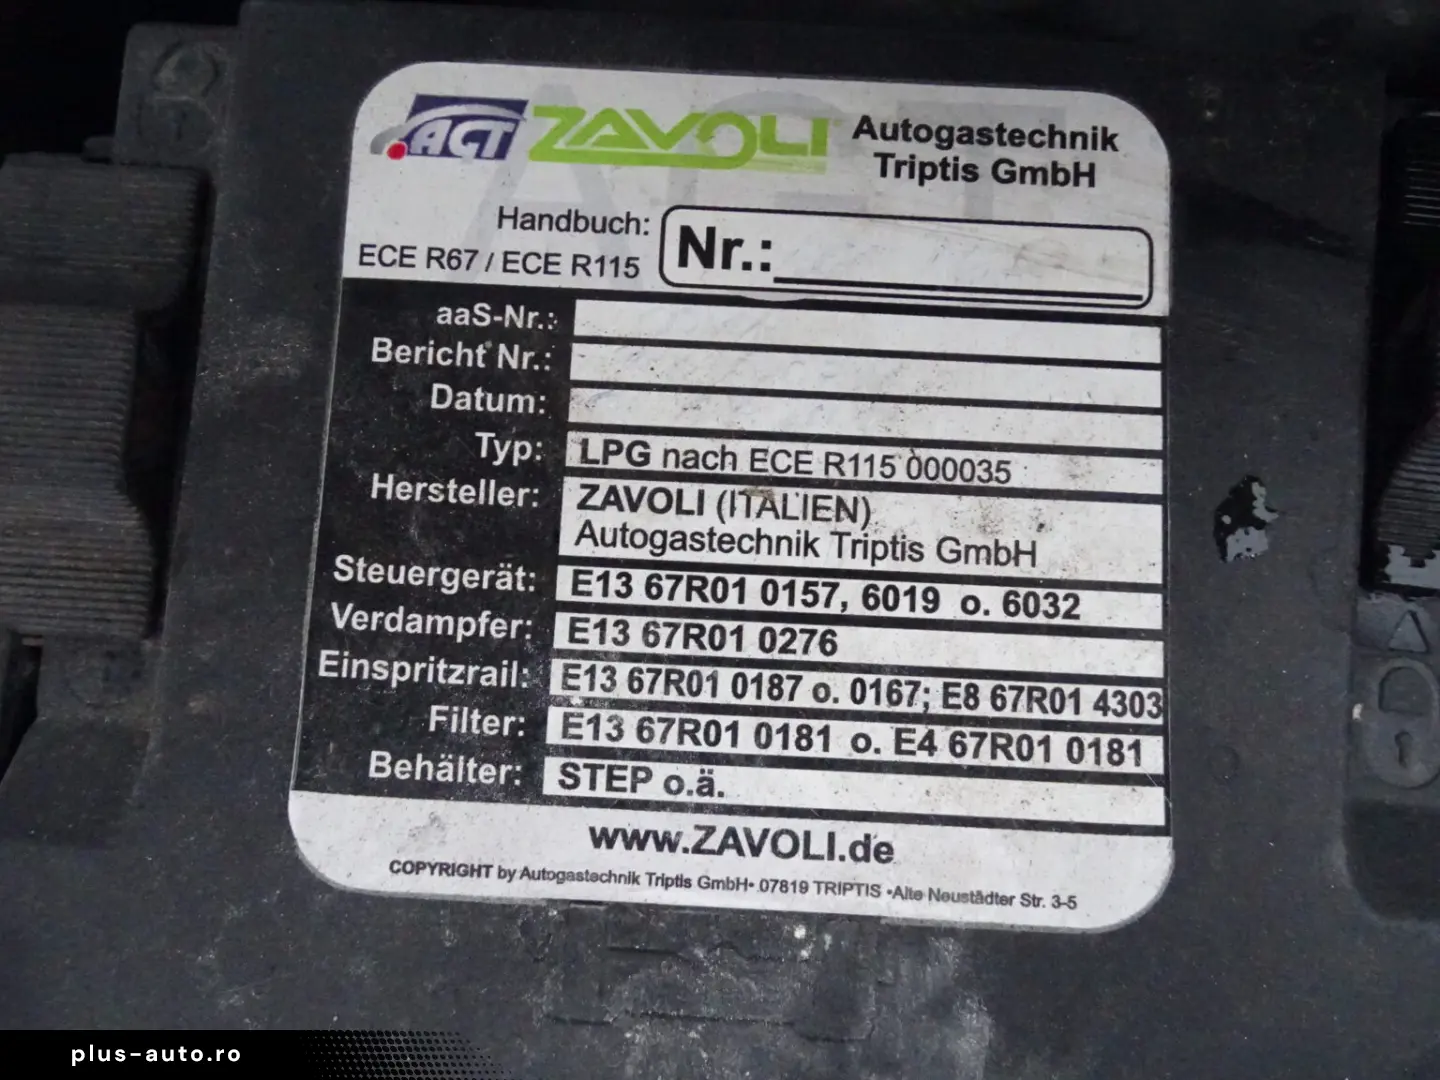 ACT ZAVOLI Autogastechnik
Triptis GmbH
Handbuch:
ECE R67 / ECE R115
Nr.:
aaS-Nr.:
Bericht Nr.:
Datum:
Typ: LPG nach ECE R115 000035
Hersteller: ZAVOLI (ITALIEN)
Autogastechnik Triptis GmbH
Steuergerät: E13 67R01 0157, 6019 o. 6032
Verdampfer: E13 67R01 0276
Einspritzrail: E13 67R01 0187 o. 0167; E8 67R01 4303
Filter: E13 67R01 0181 o. E4 67R01 0181
Behälter: STEP o.ä.
www.ZAVOLI.de
COPYRIGHT by Autogastechnik Triptis GmbH• 07819 TRIPTIS •Alte Neustädter Str. 3-5
plus-auto.ro